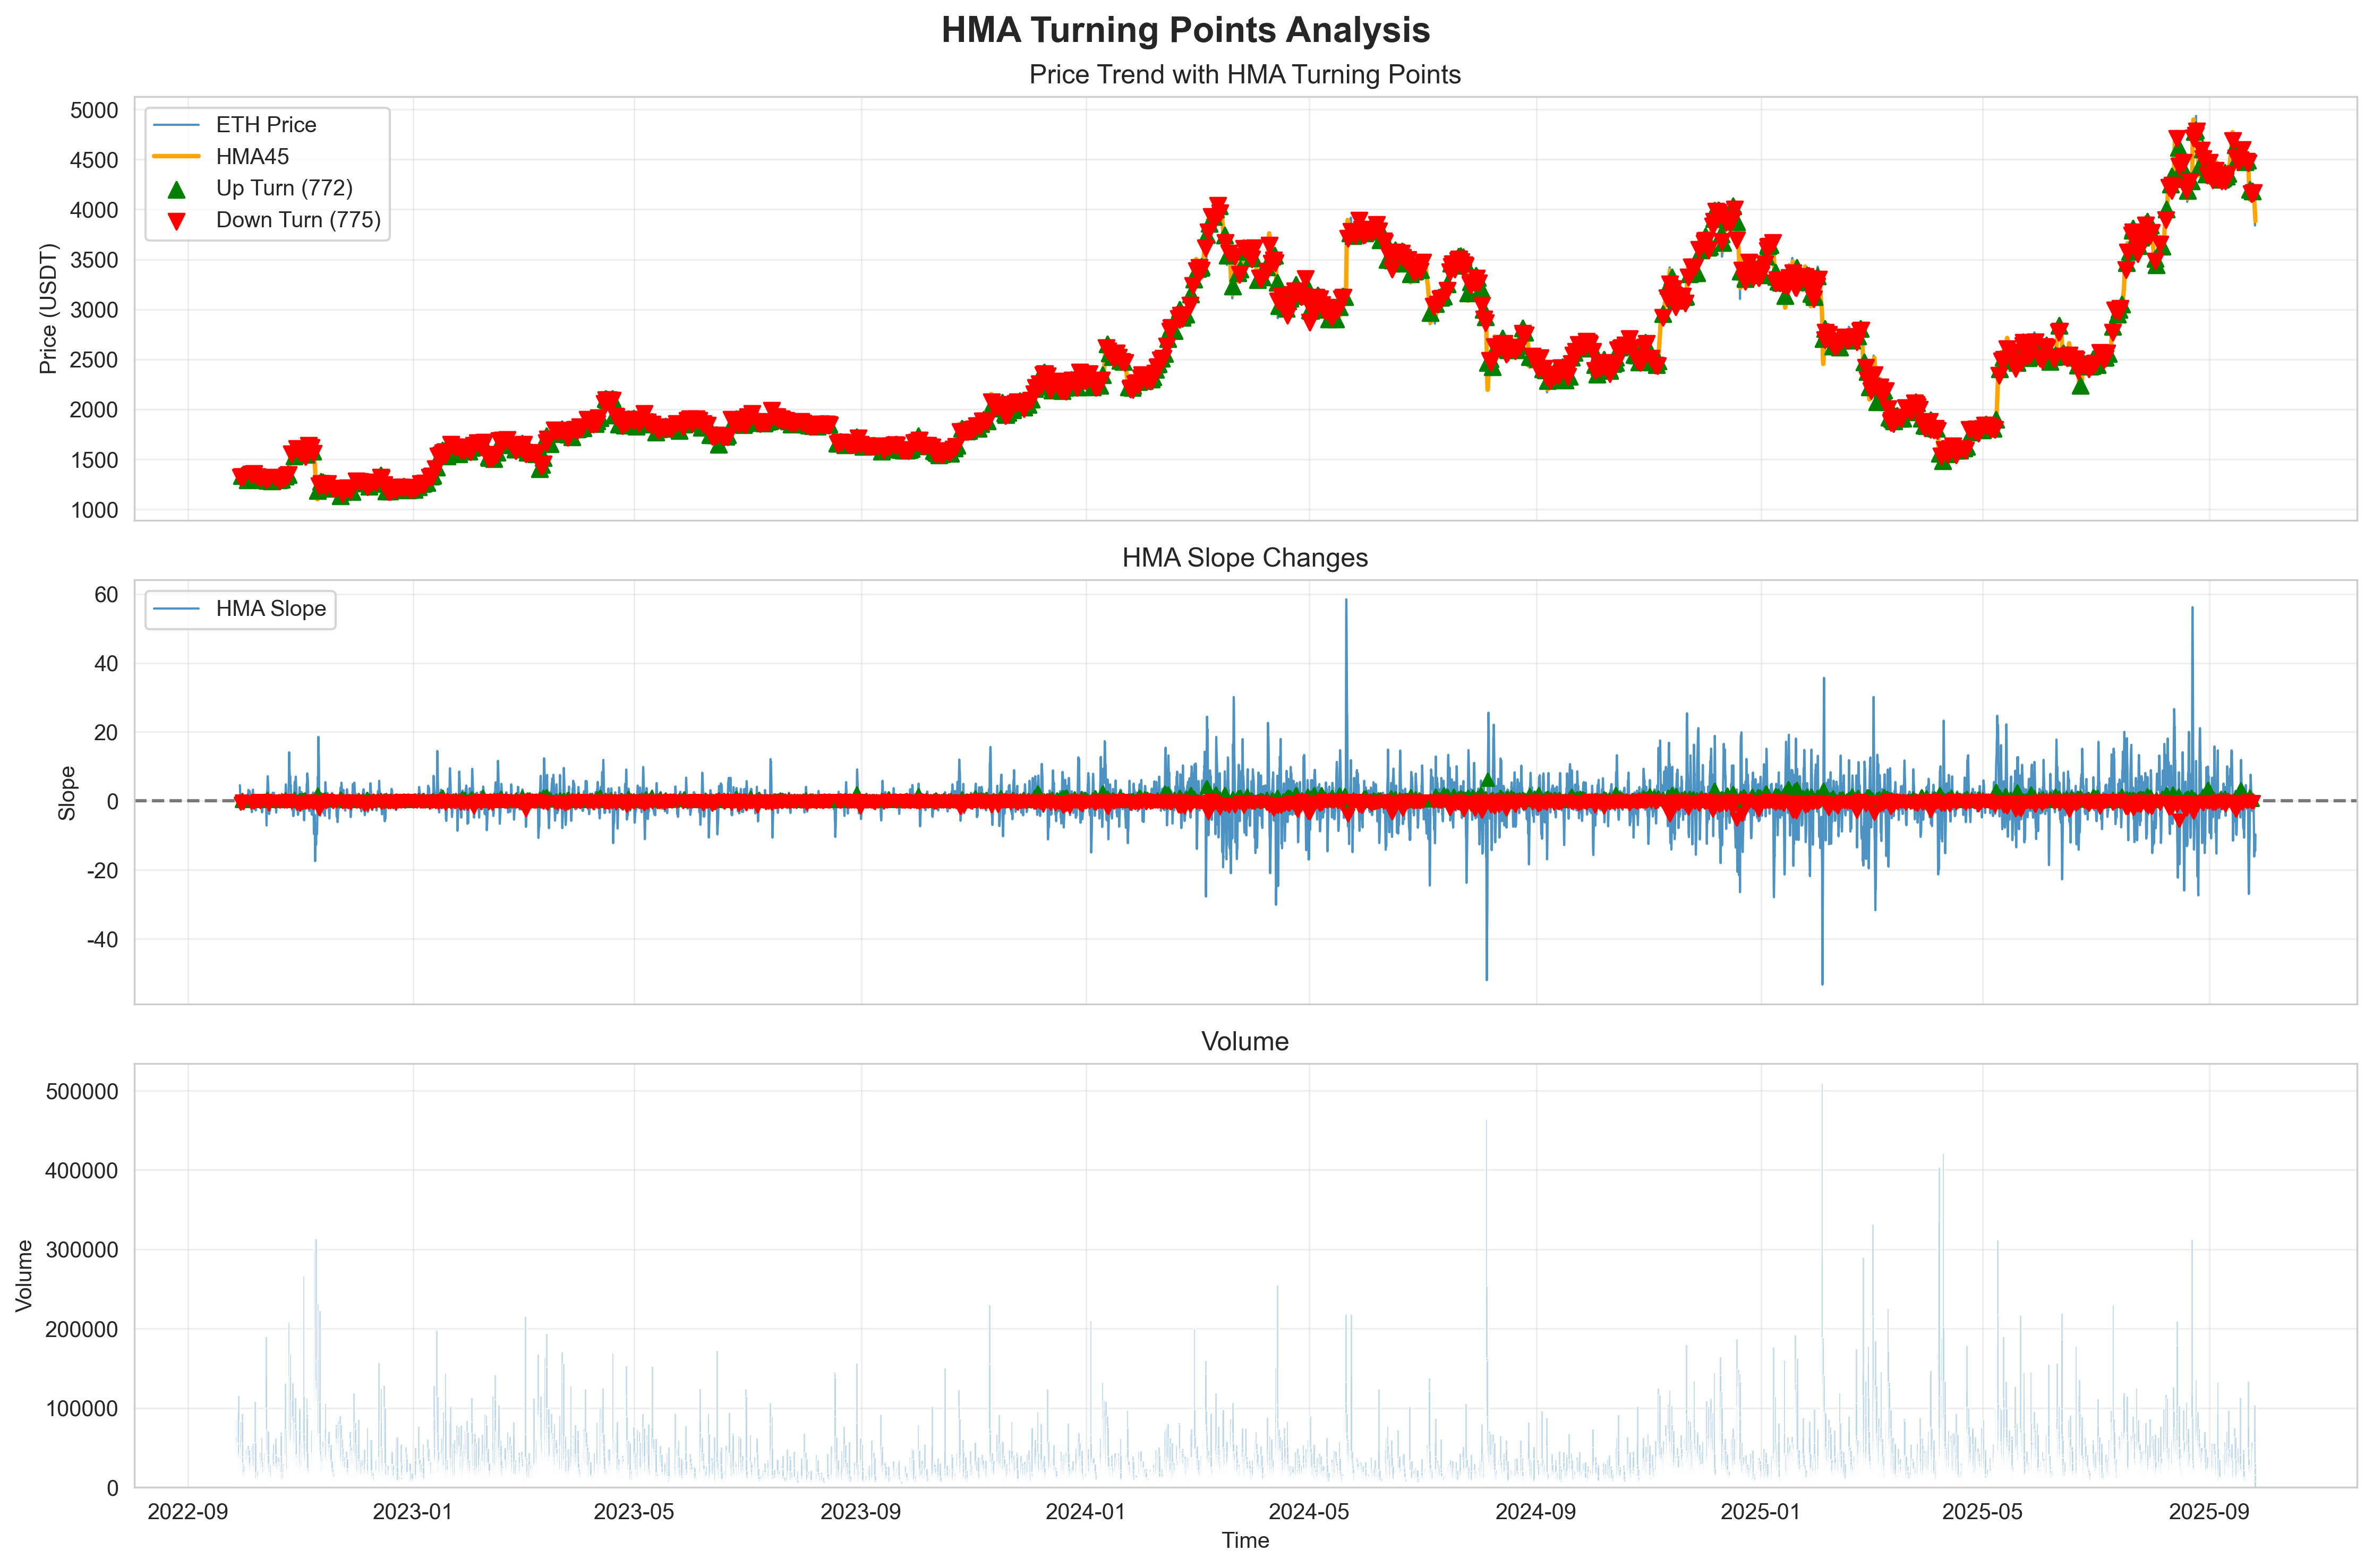 HMA Turning Points Analysis
Price Trend with HMA Turning Points
Price (USDT)
5000
4500
4000
3500
3000
2500
2000
1500
1000
ETH Price
HMA45
Up Turn (772)
Down Turn (775)
HMA Slope Changes
Slope
60
40
20
0
-20
-40
HMA Slope
Volume
Volume
500000
400000
300000
200000
100000
0
2022-09
2023-01
2023-05
2023-09
2024-01
2024-05
2024-09
2025-01
2025-05
2025-09
Time